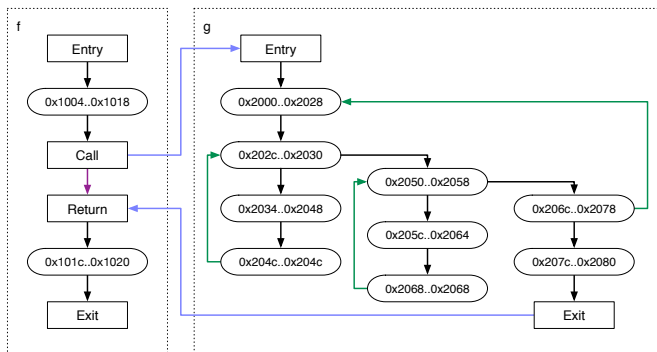 f
Entry
0x1004..0x1018
Call
Return
0x101c..0x1020
Exit
g
Entry
0x2000..0x2028
0x202c..0x2030
0x2034..0x2048
0x204c..0x204c
0x2050..0x2058
0x205c..0x2064
0x2068..0x2068
0x206c..0x2078
0x207c..0x2080
Exit